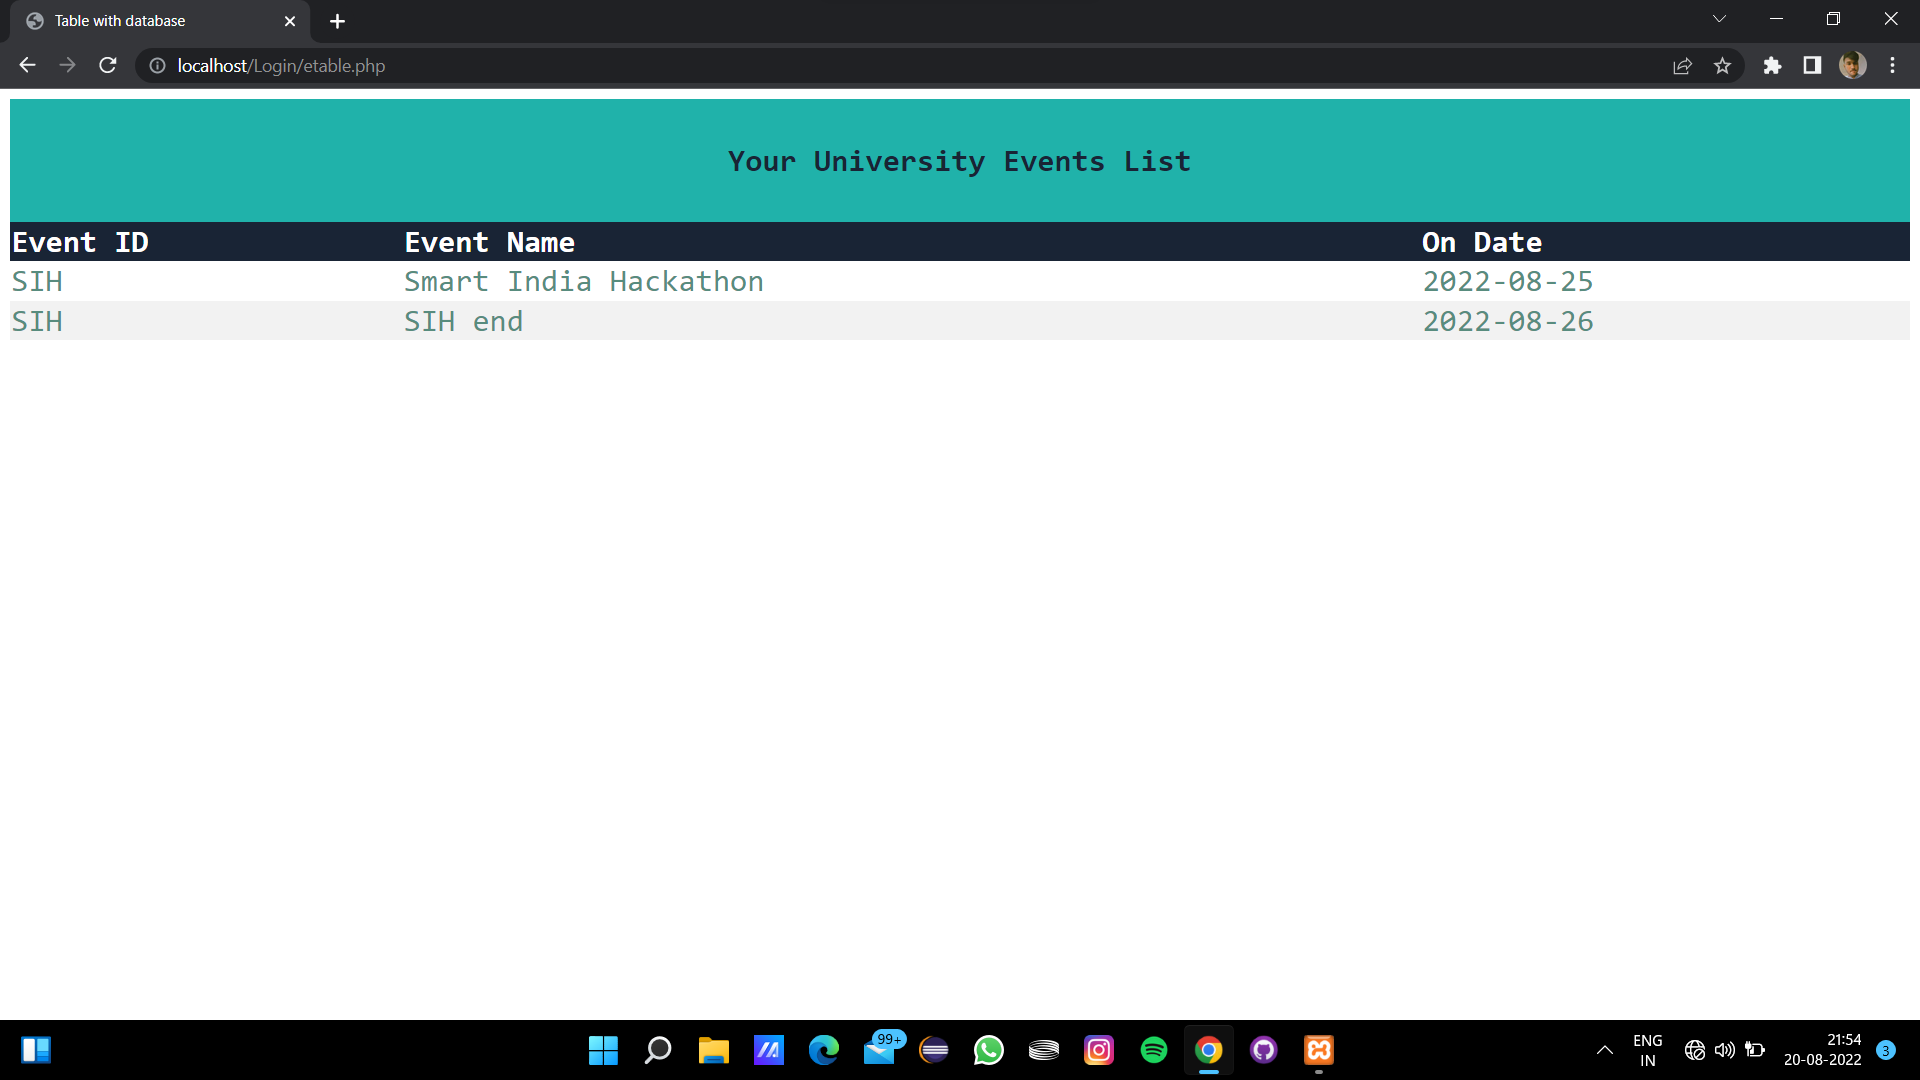 Table with database
localhost/Login/etable.php
Your University Events List
Event ID Event Name On Date
SIH Smart India Hackathon 2022-08-25
SIH SIH end 2022-08-26
99+
ENG
IN
21:54
20-08-2022
3